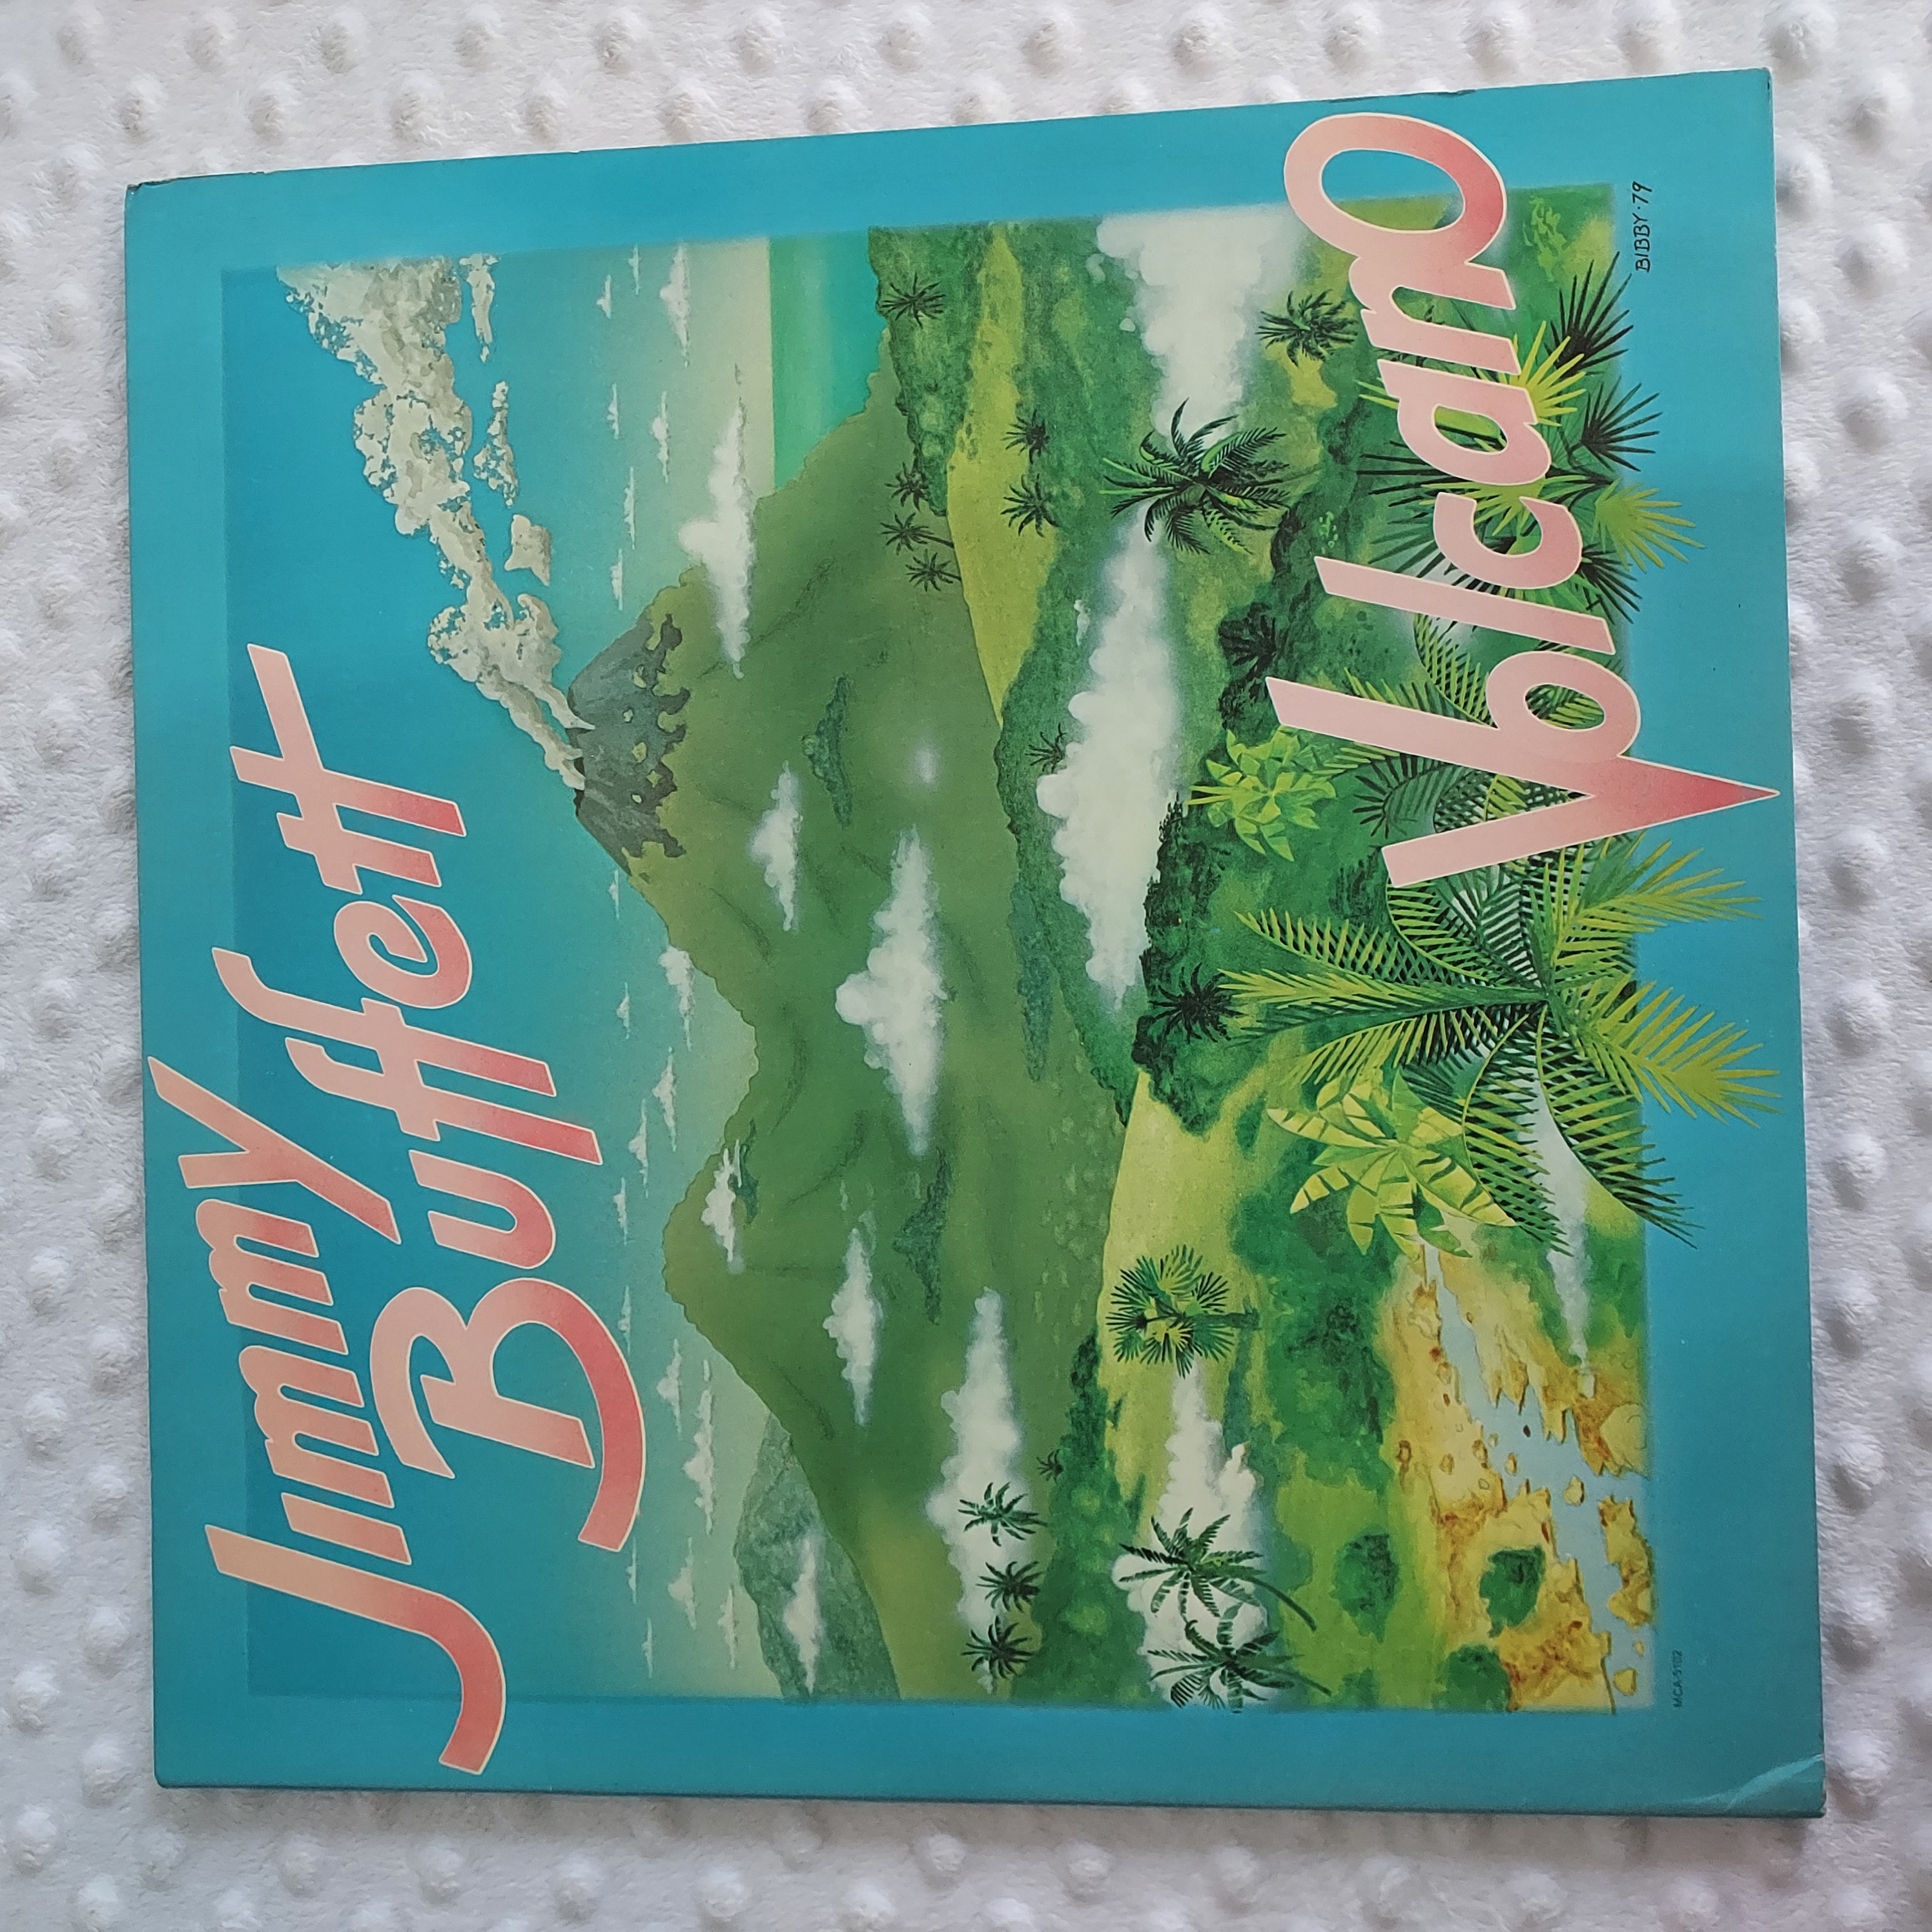 Jimmy
Buffett
Volcano
MCA-5102
BIBBY·79